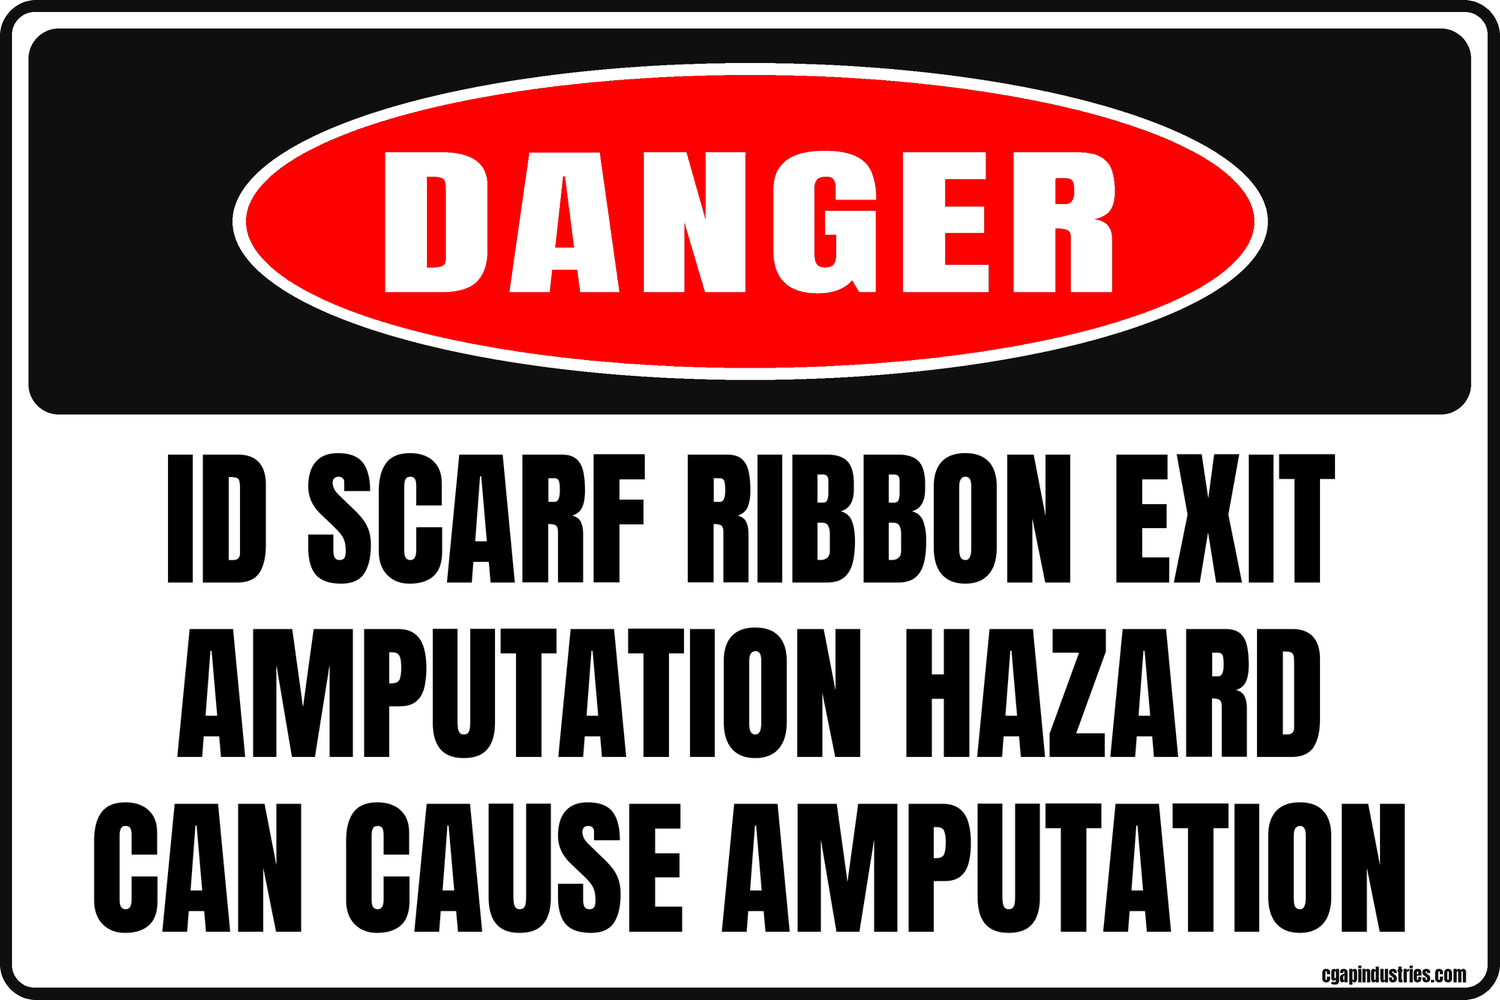 DANGER
ID SCARF RIBBON EXIT
AMPUTATION HAZARD
CAN CAUSE AMPUTATION
cgapindustries.com